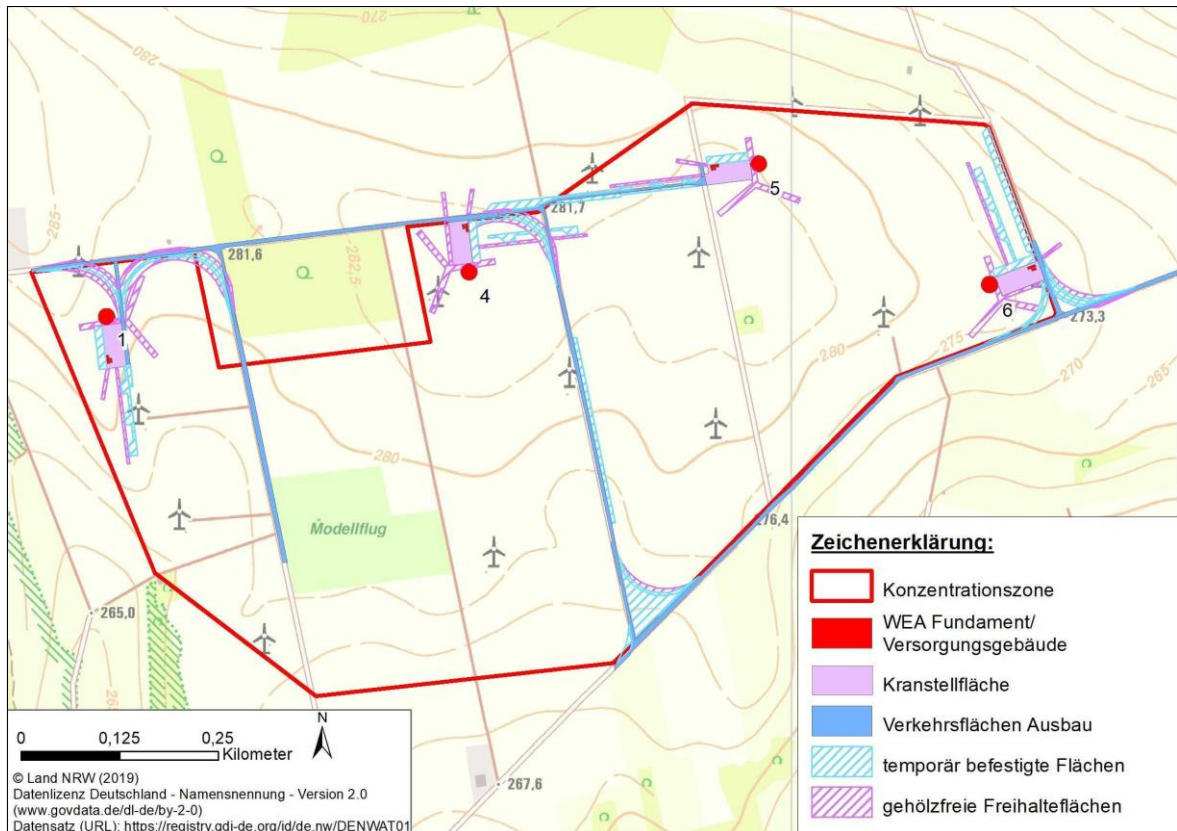 270
280
285
281,6
282,5
281,7
5
4
1
6
273,3
280
275
270
265
280
Modellflug
276,4
265,0
265
267,6
Zeichenerklärung:
Konzentrationszone
WEA Fundament/
Versorgungsgebäude
Kranstellfläche
Verkehrsflächen Ausbau
temporär befestigte Flächen
gehölzfreie Freihalteflächen
N
0 0,125 0,25
Kilometer
© Land NRW (2019)
Datenlizenz Deutschland - Namensnennung - Version 2.0
(www.govdata.de/dl-de/by-2-0)
Datensatz (URL): https://registry.gdi-de.org/id/de.nw/DENWAT01